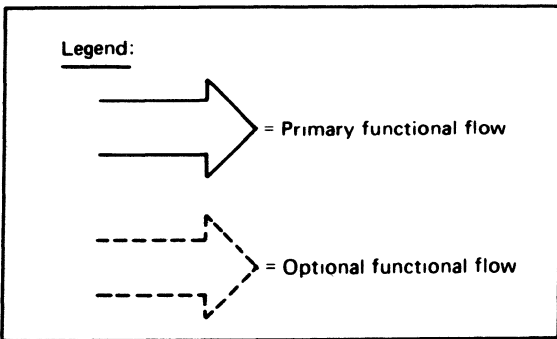 Legend:
= Primary functional flow
= Optional functional flow